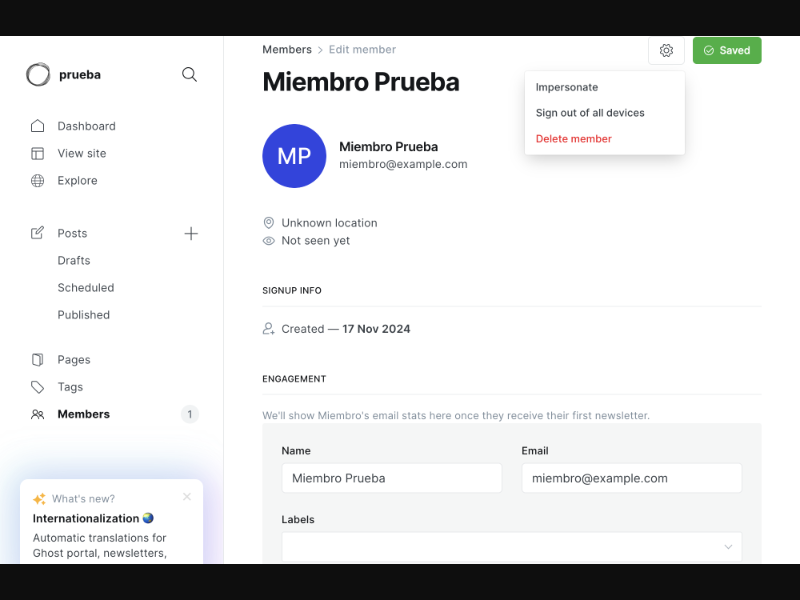 prueba
Dashboard
View site
Explore
Posts
Drafts
Scheduled
Published
Pages
Tags
Members 1
What's new?
Internationalization
Automatic translations for
Ghost portal, newsletters,
Members > Edit member
Saved
Miembro Prueba
Impersonate
Sign out of all devices
Delete member
MP
Miembro Prueba
miembro@example.com
Unknown location
Not seen yet
SIGNUP INFO
Created — 17 Nov 2024
ENGAGEMENT
We'll show Miembro's email stats here once they receive their first newsletter.
Name
Miembro Prueba
Email
miembro@example.com
Labels